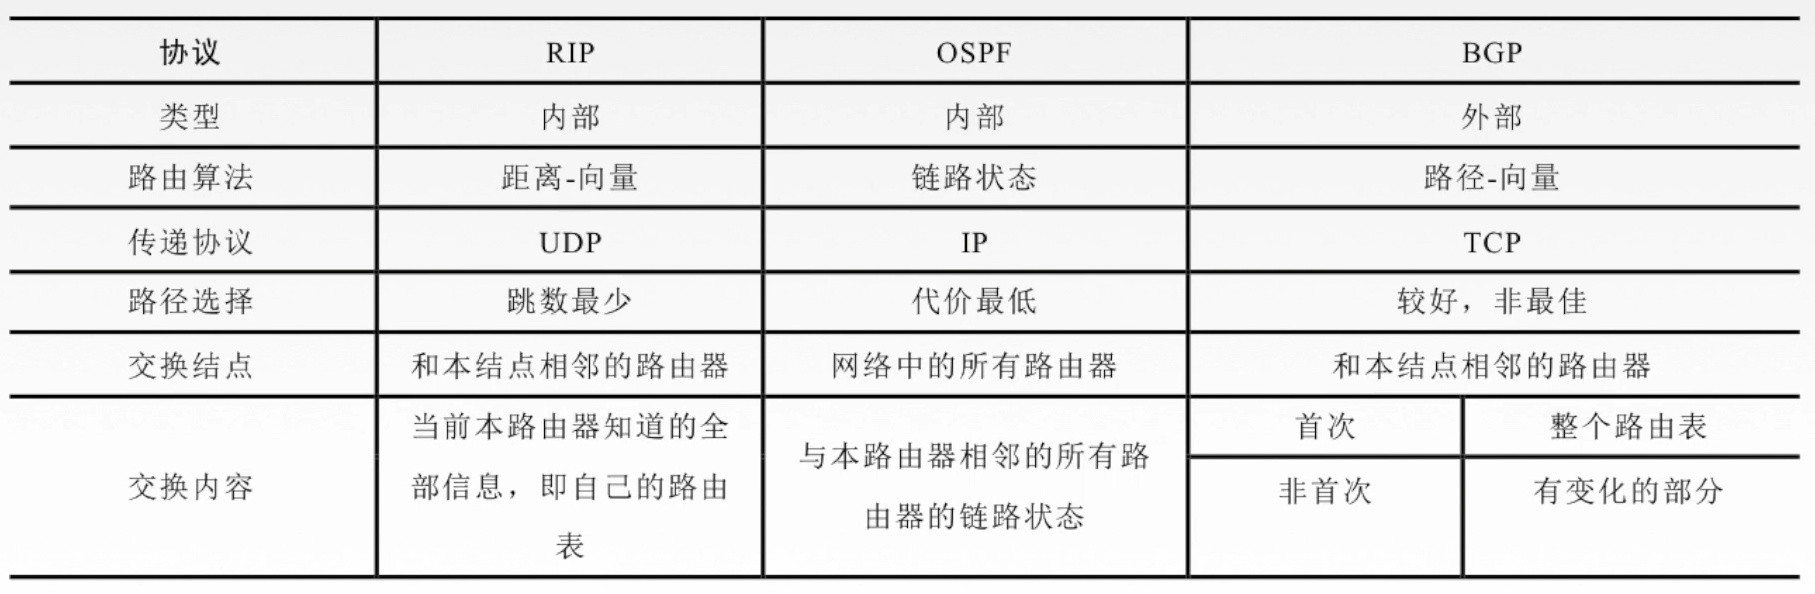 协议 RIP OSPF BGP
类型 内部 内部 外部
路由算法 距离-向量 链路状态 路径-向量
传递协议 UDP IP TCP
路径选择 跳数最少 代价最低 较好，非最佳
交换结点 和本结点相邻的路由器 网络中的所有路由器 和本结点相邻的路由器
交换内容
当前本路由器知道的全
部信息，即自己的路由
表
与本路由器相邻的所有路
由器的链路状态
首次 整个路由表
非首次 有变化的部分